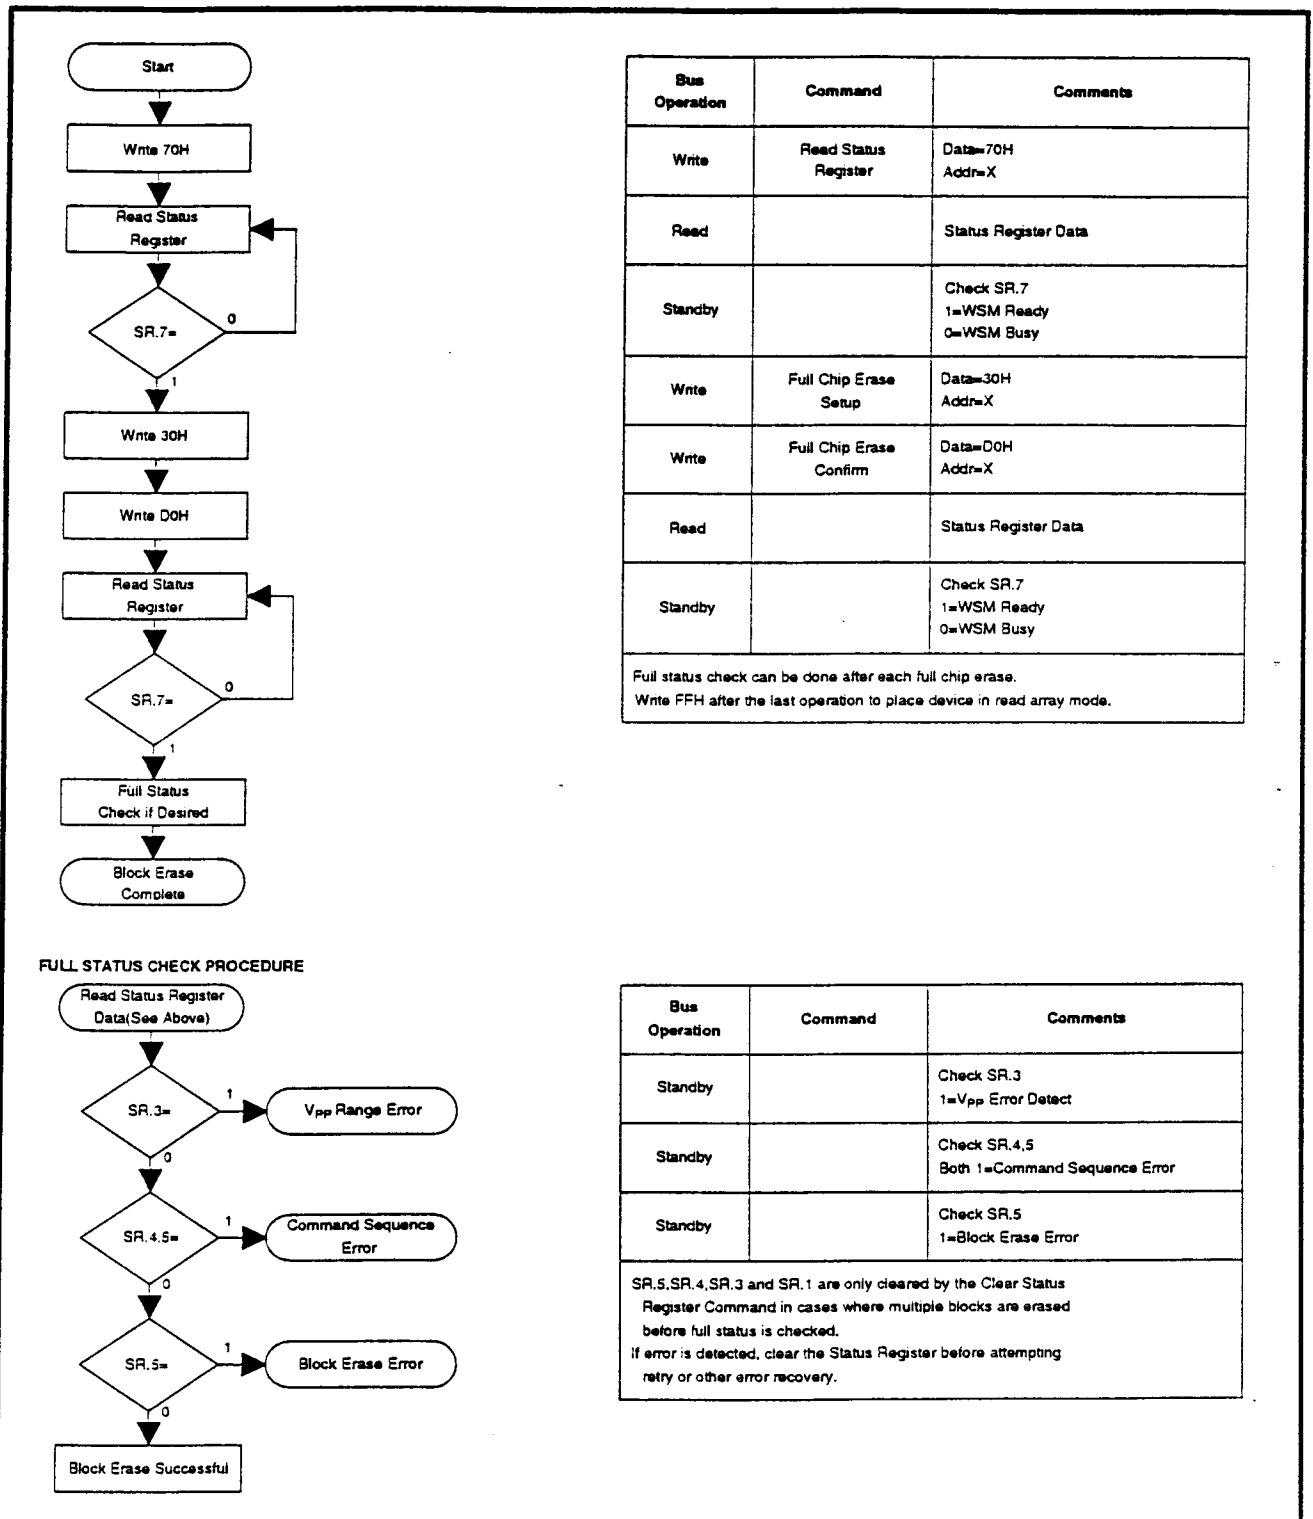 Start
Write 70H
Read Status
Register
SR.7=
0
1
Write 30H
Write D0H
Read Status
Register
SR.7=
0
1
Full Status
Check if Desired
Block Erase
Complete
Bus
Operation
Command
Comments
Write
Read Status
Register
Data=70H
Addr=X
Read
Status Register Data
Standby
Check SR.7
1=WSM Ready
0=WSM Busy
Write
Full Chip Erase
Setup
Data=30H
Addr=X
Write
Full Chip Erase
Confirm
Data=D0H
Addr=X
Read
Status Register Data
Standby
Check SR.7
1=WSM Ready
0=WSM Busy
Full status check can be done after each full chip erase.
Write FFH after the last operation to place device in read array mode.
FULL STATUS CHECK PROCEDURE
Read Status Register
Data(See Above)
SR.3=
1
VPP Range Error
0
SR.4,5=
1
Command Sequence
Error
0
SR.5=
1
Block Erase Error
0
Block Erase Successful
Bus
Operation
Command
Comments
Standby
Check SR.3
1=VPP Error Detect
Standby
Check SR.4,5
Both 1=Command Sequence Error
Standby
Check SR.5
1=Block Erase Error
SR.5,SR.4,SR.3 and SR.1 are only cleared by the Clear Status
Register Command in cases where multiple blocks are erased
before full status is checked.
If error is detected, clear the Status Register before attempting
retry or other error recovery.